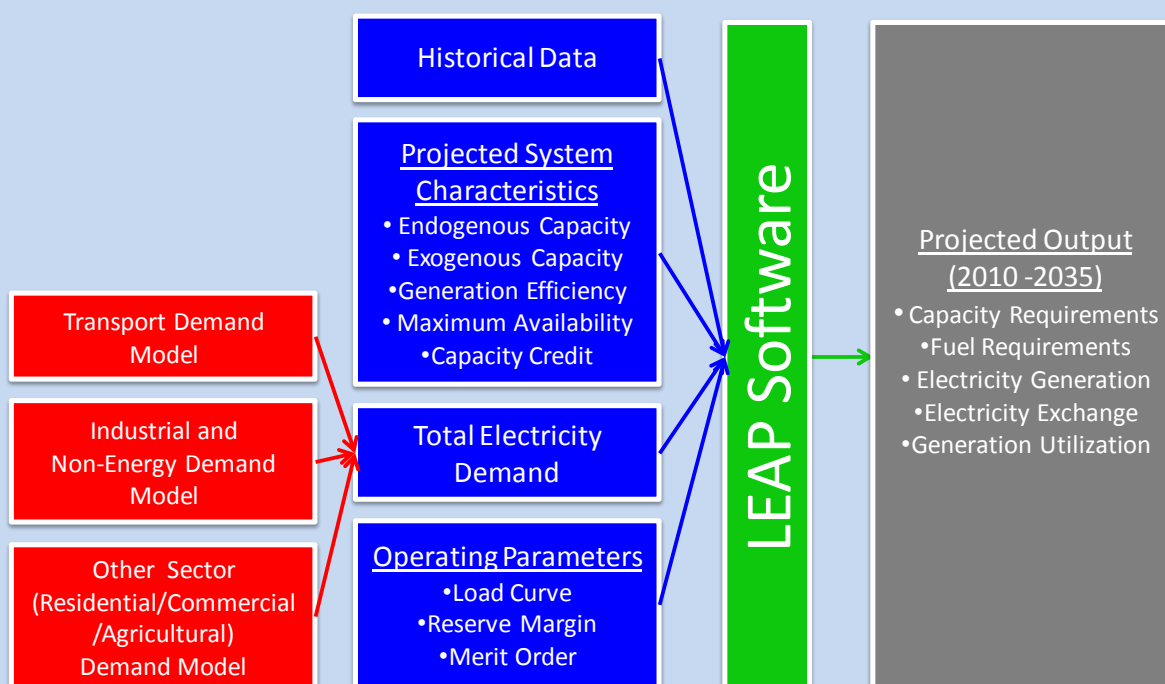 Transport Demand
Model
Industrial and
Non-Energy Demand
Model
Other Sector
(Residential/Commercial
/Agricultural)
Demand Model
Historical Data
Projected System
Characteristics
• Endogenous Capacity
• Exogenous Capacity
•Generation Efficiency
• Maximum Availability
•Capacity Credit
Total Electricity
Demand
Operating Parameters
•Load Curve
•Reserve Margin
•Merit Order
LEAP Software
Projected Output
(2010 -2035)
• Capacity Requirements
•Fuel Requirements
• Electricity Generation
•Electricity Exchange
•Generation Utilization